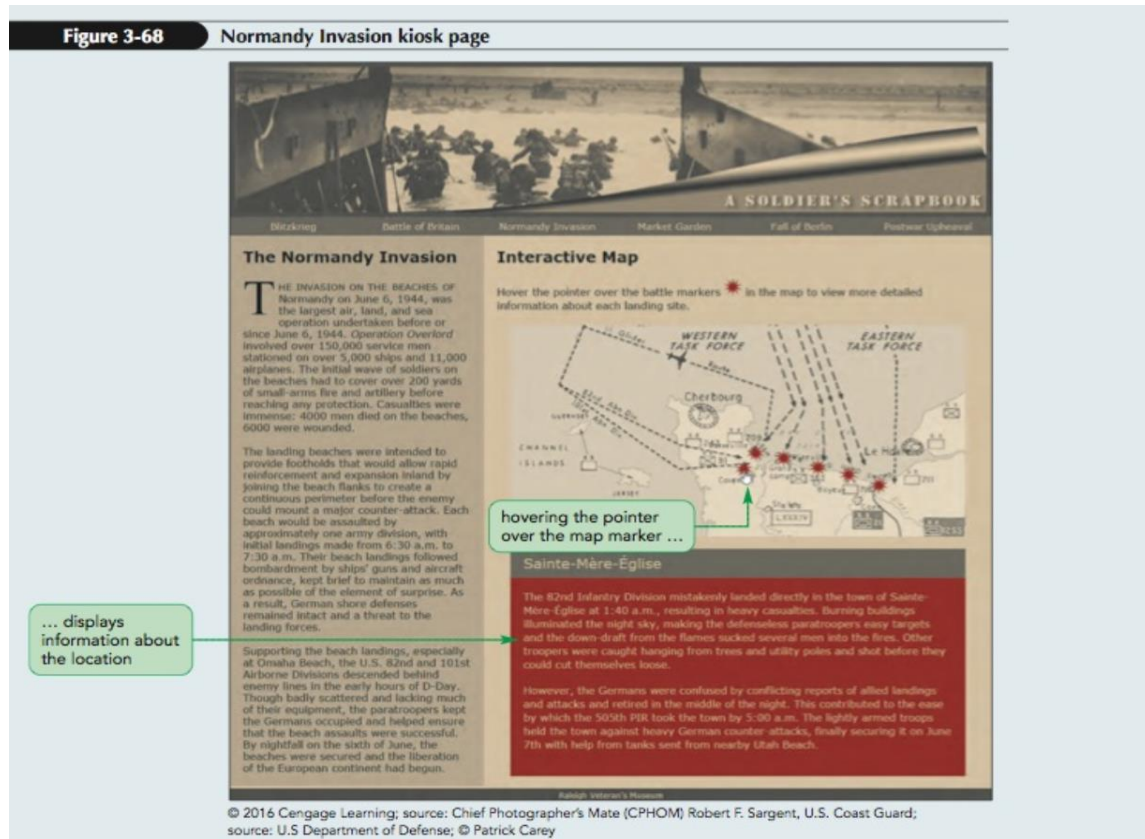 Figure 3-68
Normandy Invasion kiosk page
A SOLDIER'S SCRAPBOOK
Blitzkrieg
Battle of Britain
Normandy Invasion
Market Garden
Fall of Berlin
Postwar Upheaval
The Normandy Invasion
THE INVASION ON THE BEACHES OF
Normandy on June 6, 1944, was
the largest air, land, and sea
operation undertaken before or
since June 6, 1944. Operation Overlord
involved over 150,000 service men
stationed on over 5,000 ships and 11,000
airplanes. The initial wave of soldiers on
the beaches had to cover over 200 yards
of small-arms fire and artillery before
reaching any protection. Casualties were
immense: 4000 men died on the beaches,
6000 were wounded.
The landing beaches were intended to
provide footholds that would allow rapid
reinforcement and expansion inland by
joining the beach flanks to create a
continuous perimeter before the enemy
could mount a major counter-attack. Each
beach would be assaulted by
approximately one army division, with
initial landings made from 6:30 a.m. to
7:30 a.m. Their beach landings followed
bombardment by ships' guns and aircraft
ordnance, kept brief to maintain as much
as possible of the element of surprise. As
a result, German shore defenses
remained intact and a threat to the
landing forces.
Supporting the beach landings, especially
at Omaha Beach, the U.S. 82nd and 101st
Airborne Divisions descended behind
enemy lines in the early hours of D-Day.
Though badly scattered and lacking much
of their equipment, the paratroopers kept
the Germans occupied and helped ensure
that the beach assaults were successful.
By nightfall on the sixth of June, the
beaches were secured and the liberation
of the European continent had begun.
Interactive Map
Hover the pointer over the battle markers in the map to view more detailed
information about each landing site.
Glider
Route
WESTERN
TASK FORCE
EASTERN
TASK FORCE
Cherbourg
82nd Abn Div
101st Abn Div
GUERNSEY
CHANNEL
ISLANDS
JERSEY
709
243
91
711
LXXXIV
hovering the pointer
over the map marker ...
... displays
information about
the location
Sainte-Mère-Église
The 82nd Infantry Division mistakenly landed directly in the town of Sainte-
Mère-Église at 1:40 a.m., resulting in heavy casualties. Burning buildings
illuminated the night sky, making the defenseless paratroopers easy targets
and the down-draft from the flames sucked several men into the fires. Other
troopers were caught hanging from trees and utility poles and shot before they
could cut themselves loose.
However, the Germans were confused by conflicting reports of allied landings
and attacks and retired in the middle of the night. This contributed to the ease
by which the 505th PIR took the town by 5:00 a.m. The lightly armed troops
held the town against heavy German counter-attacks, finally securing it on June
7th with help from tanks sent from nearby Utah Beach.
Raleigh Veteran's Museum
© 2016 Cengage Learning; source: Chief Photographer's Mate (CPHOM) Robert F. Sargent, U.S. Coast Guard;
source: U.S Department of Defense; © Patrick Carey